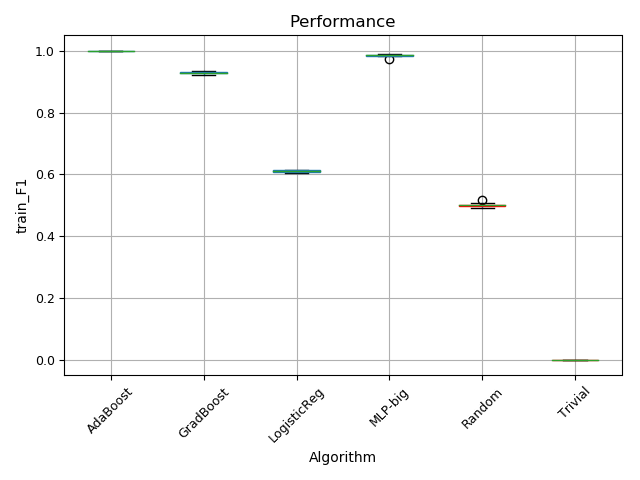 Performance
train_F1
1.0
0.8
0.6
0.4
0.2
0.0
AdaBoost
GradBoost
LogisticReg
MLP-big
Random
Trivial
Algorithm